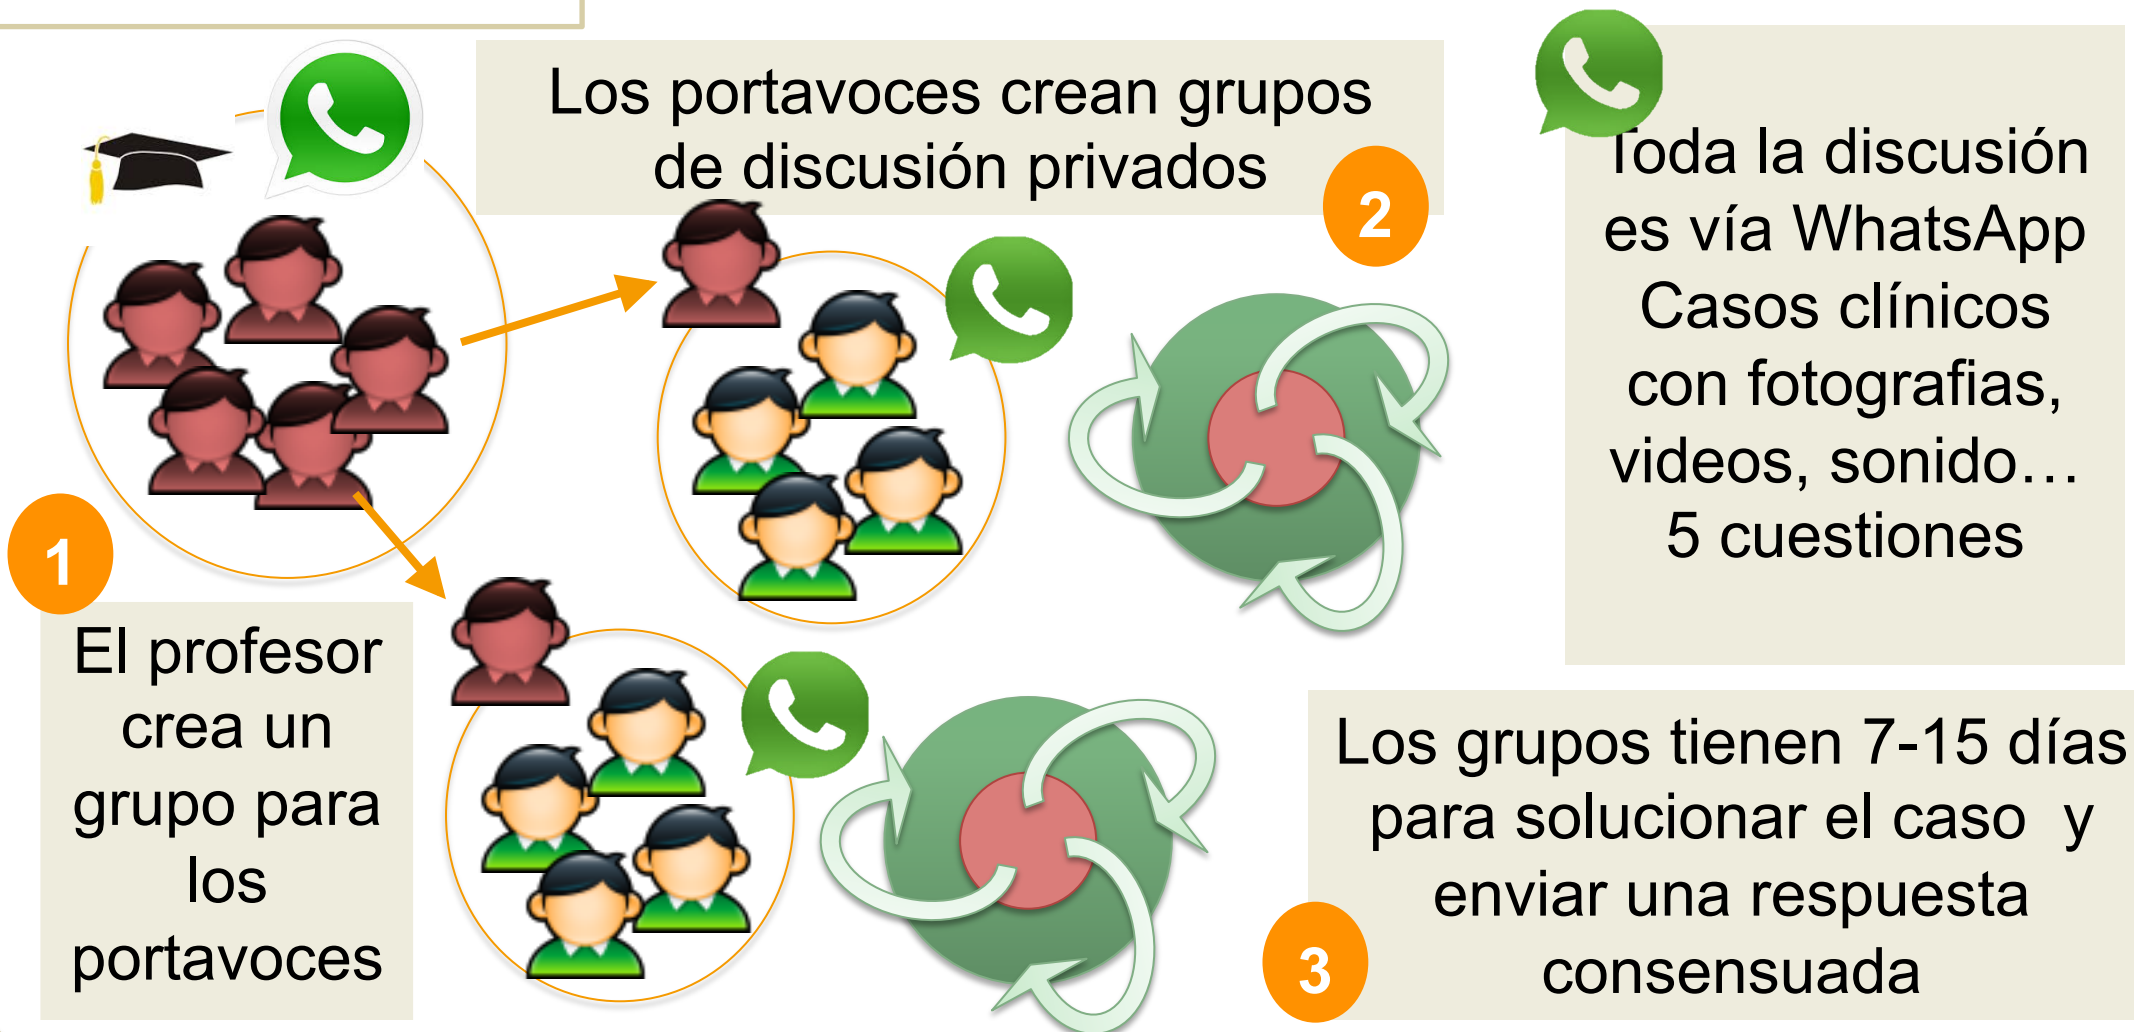 1
El profesor
crea un
grupo para
los
portavoces
Los portavoces crean grupos
de discusión privados
2
Toda la discusión
es vía WhatsApp
Casos clínicos
con fotografias,
videos, sonido…
5 cuestiones
Los grupos tienen 7-15 días
para solucionar el caso  y
enviar una respuesta
consensuada
3